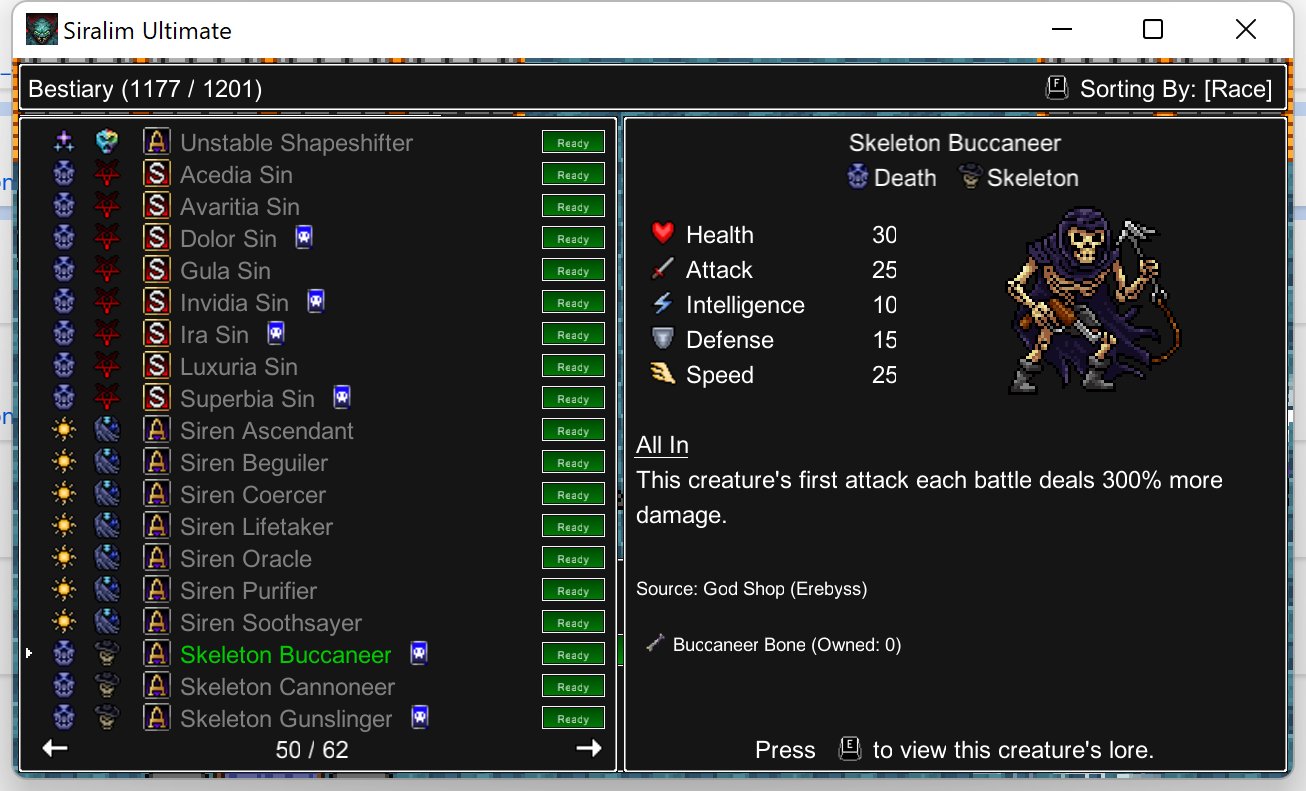 Siralim Ultimate
Bestiary (1177 / 1201)
F Sorting By: [Race]
A Unstable Shapeshifter Ready
S Acedia Sin Ready
S Avaritia Sin Ready
S Dolor Sin Ready
S Gula Sin Ready
S Invidia Sin Ready
S Ira Sin Ready
S Luxuria Sin Ready
S Superbia Sin Ready
A Siren Ascendant Ready
A Siren Beguiler Ready
A Siren Coercer Ready
A Siren Lifetaker Ready
A Siren Oracle Ready
A Siren Purifier Ready
A Siren Soothsayer Ready
A Skeleton Buccaneer Ready
A Skeleton Cannoneer Ready
A Skeleton Gunslinger Ready
50 / 62
Skeleton Buccaneer
Death Skeleton
Health 30
Attack 25
Intelligence 10
Defense 15
Speed 25
All In
This creature's first attack each battle deals 300% more
damage.
Source: God Shop (Erebyss)
Buccaneer Bone (Owned: 0)
Press E to view this creature's lore.